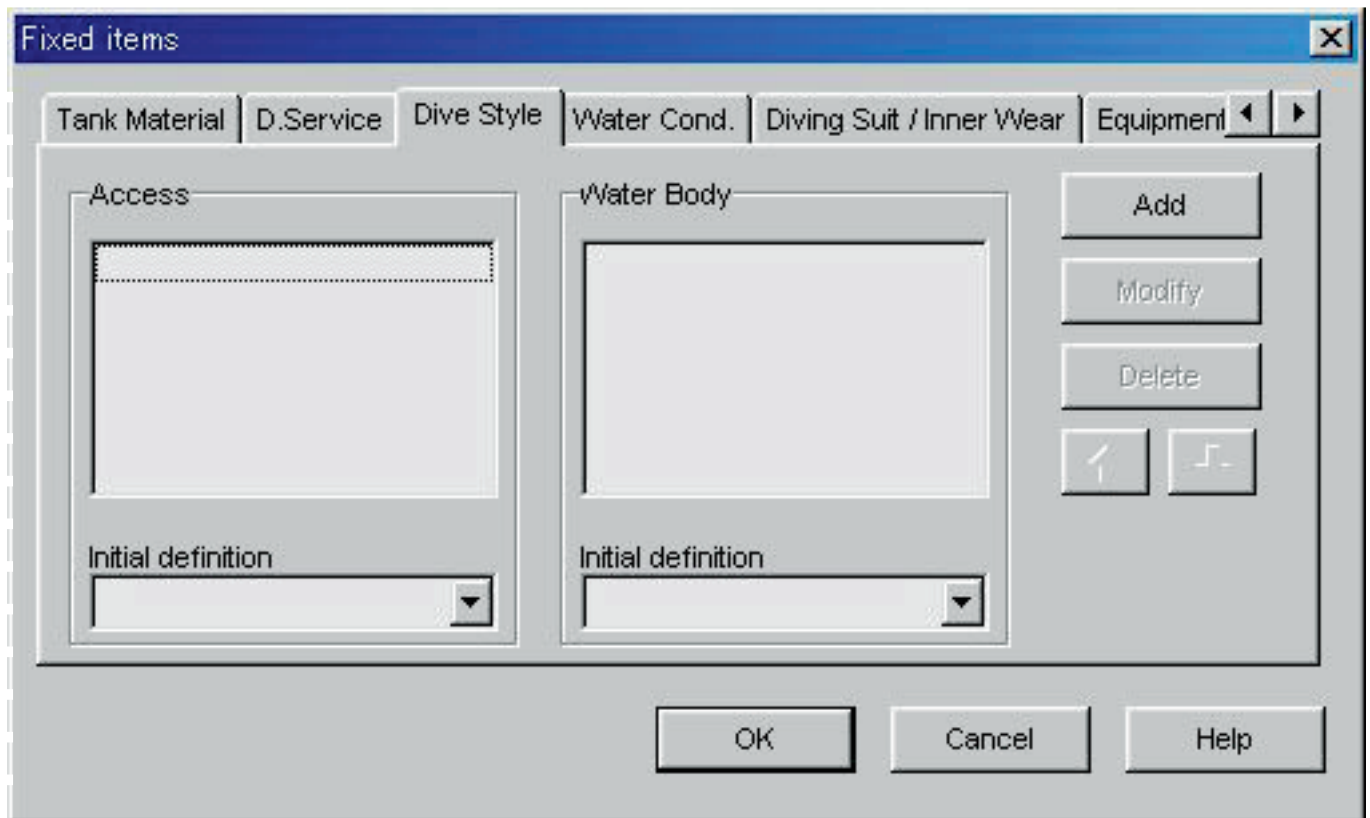 Fixed items
Tank Material D.Service Dive Style Water Cond. Diving Suit / Inner Wear Equipment
Access Water Body
Add
Modify
Delete
Initial definition Initial definition
OK Cancel Help